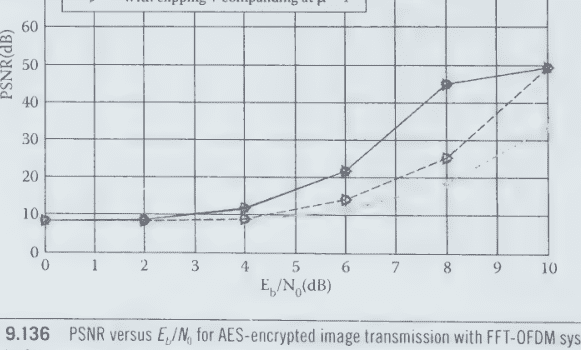 with clipping + companding at μ
60
50
40
30
20
10
0
PSNR(dB)
0 1 2 3 4 5 6 7 8 9 10
E_b/N_0(dB)
9.136 PSNR versus E_b/N_0 for AES-encrypted image transmission with FFT-OFDM sys